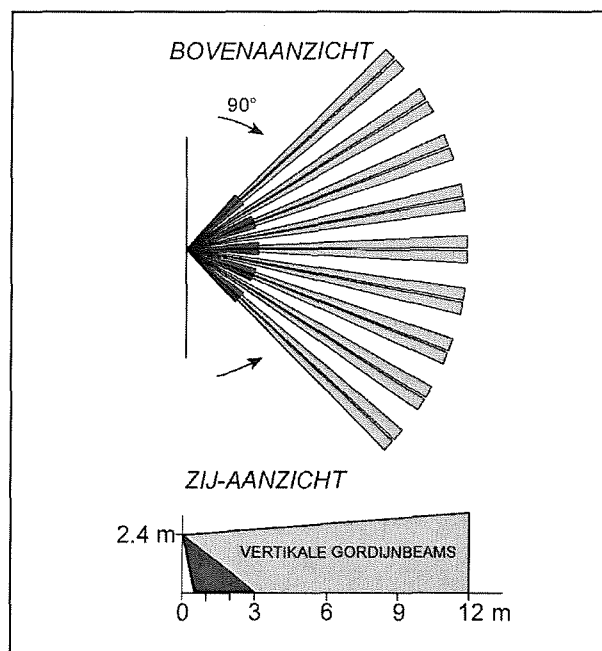 BOVENAANZICHT
90°
ZIJ-AANZICHT
2.4 m
VERTIKALE GORDIJNBEAMS
0 3 6 9 12 m